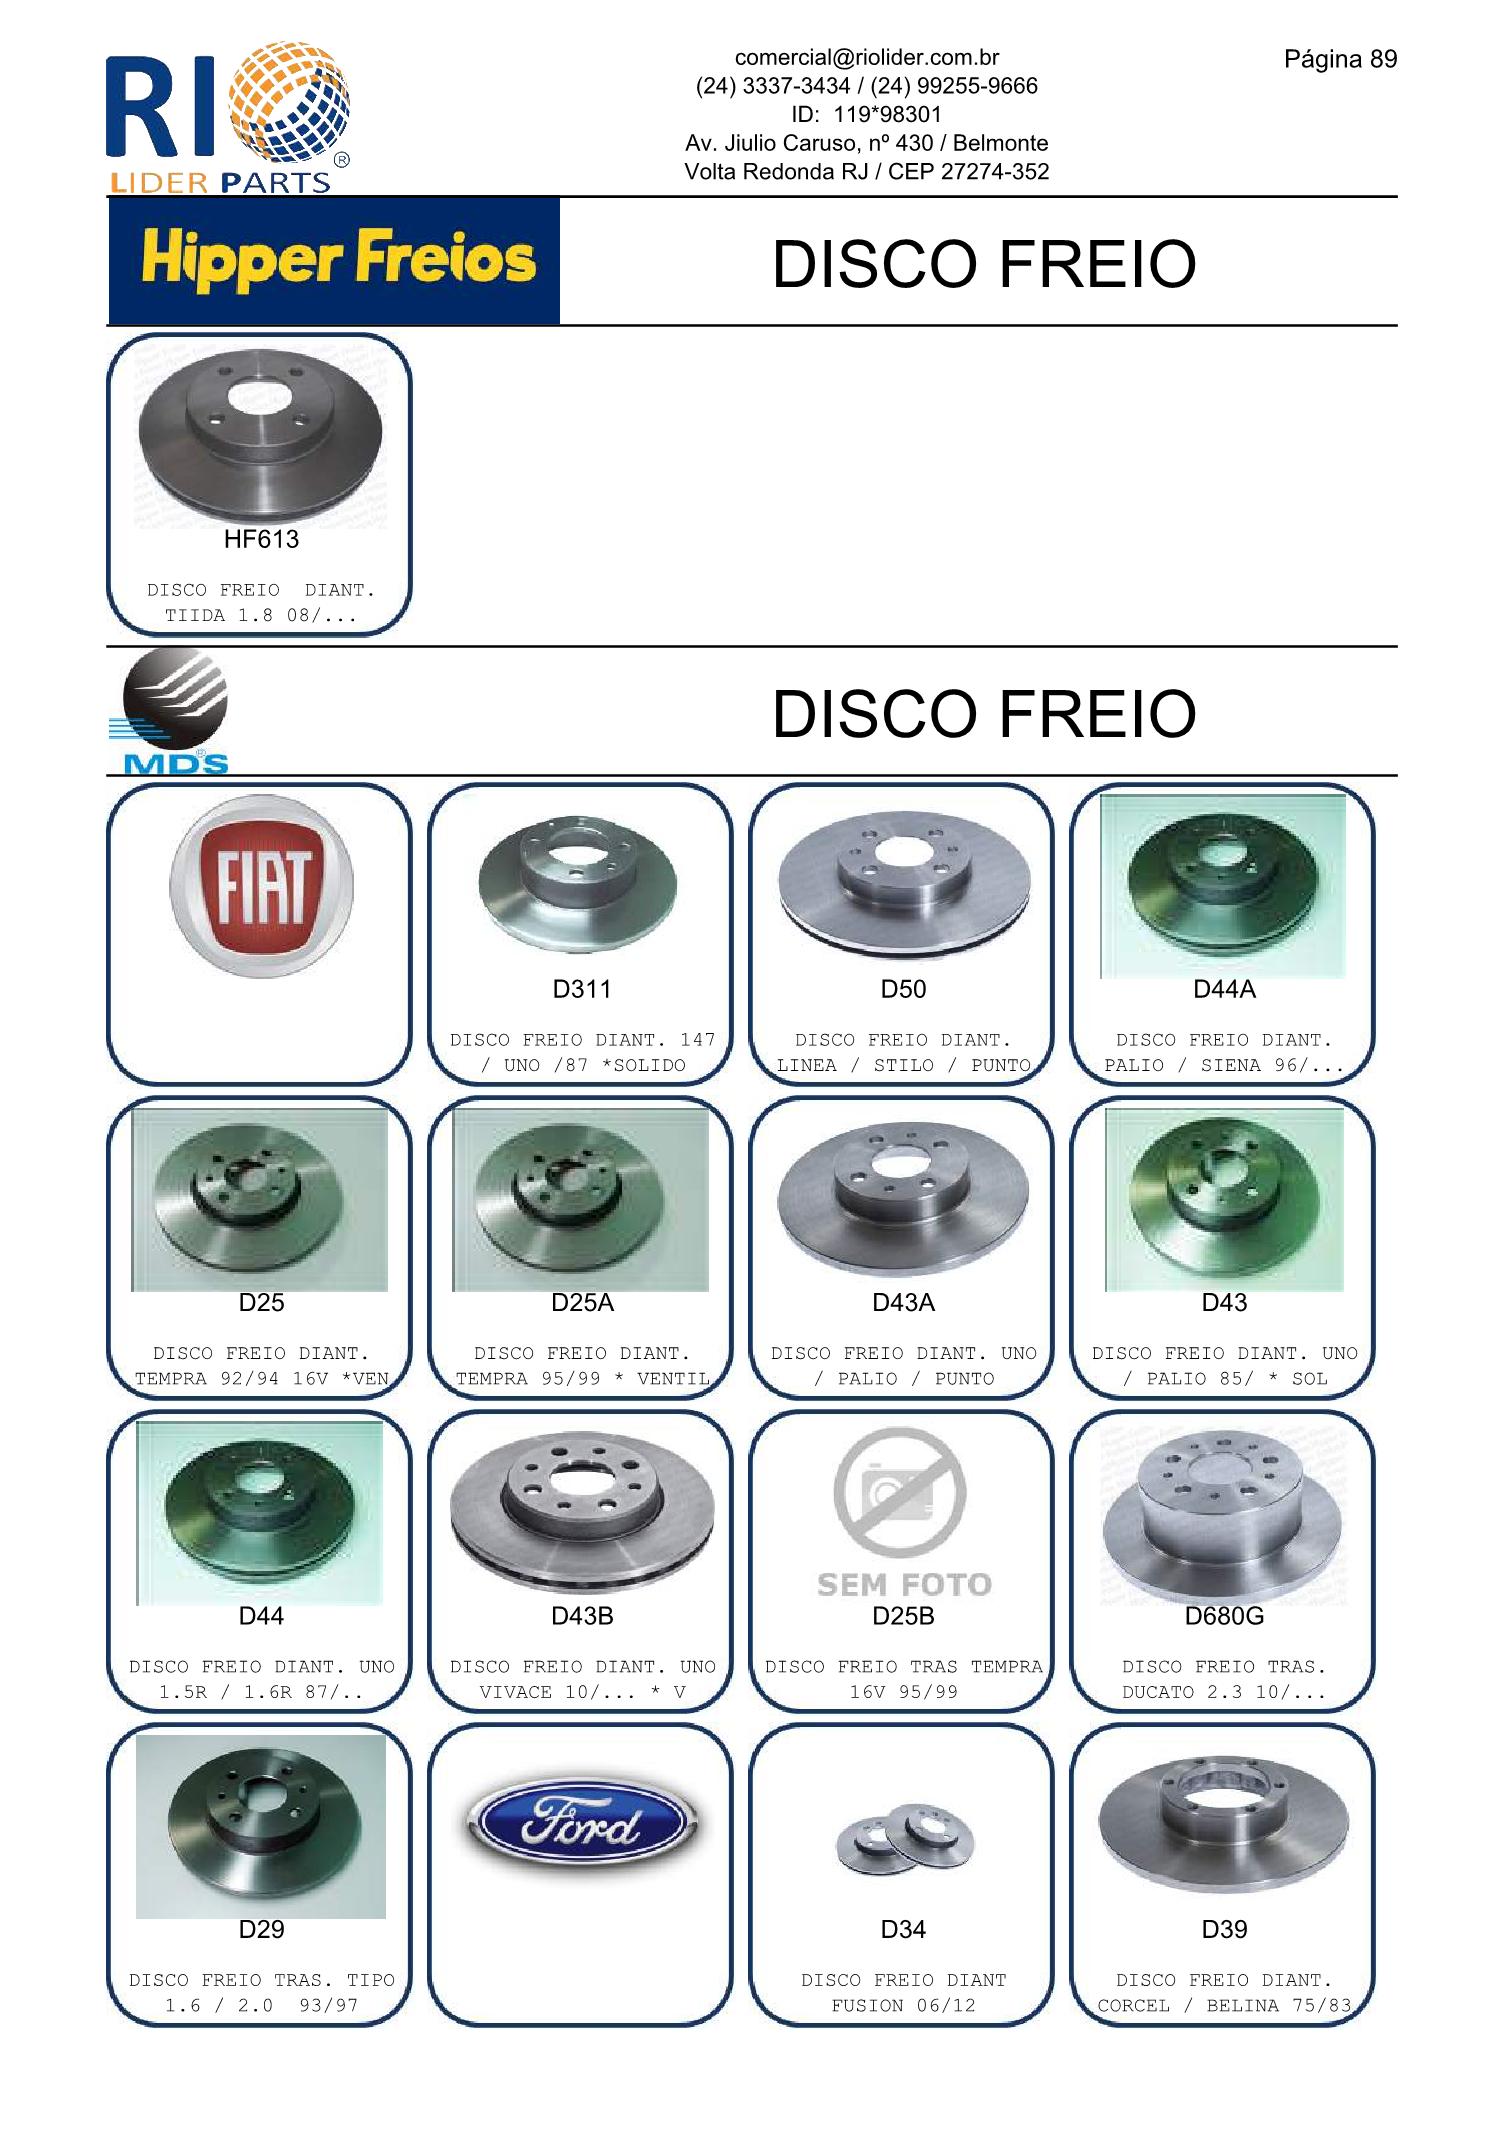 RIO
LIDER PARTS
®
comercial@riolider.com.br
(24) 3337-3434 / (24) 99255-9666
ID:  119*98301
Av. Jiulio Caruso, nº 430 / Belmonte
Volta Redonda RJ / CEP 27274-352
Página 89
Hipper Freios
DISCO FREIO
HF613
DISCO FREIO  DIANT.
TIIDA 1.8 08/...
MDS
®
DISCO FREIO
FIAT
D311
DISCO FREIO DIANT. 147
/ UNO /87 *SOLIDO
D50
DISCO FREIO DIANT.
LINEA / STILO / PUNTO
D44A
DISCO FREIO DIANT.
PALIO / SIENA 96/...
D25
DISCO FREIO DIANT.
TEMPRA 92/94 16V *VEN
D25A
DISCO FREIO DIANT.
TEMPRA 95/99 * VENTIL
D43A
DISCO FREIO DIANT. UNO
/ PALIO / PUNTO
D43
DISCO FREIO DIANT. UNO
/ PALIO 85/ * SOL
D44
DISCO FREIO DIANT. UNO
1.5R / 1.6R 87/..
D43B
DISCO FREIO DIANT. UNO
VIVACE 10/... * V
SEM FOTO
D25B
DISCO FREIO TRAS TEMPRA
16V 95/99
D680G
DISCO FREIO TRAS.
DUCATO 2.3 10/...
D29
DISCO FREIO TRAS. TIPO
1.6 / 2.0  93/97
Ford
D34
DISCO FREIO DIANT
FUSION 06/12
D39
DISCO FREIO DIANT.
CORCEL / BELINA 75/83